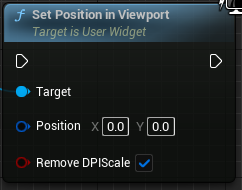 f Set Position in Viewport
Target is User Widget
Target
Position X 0.0 Y 0.0
Remove DPIScale